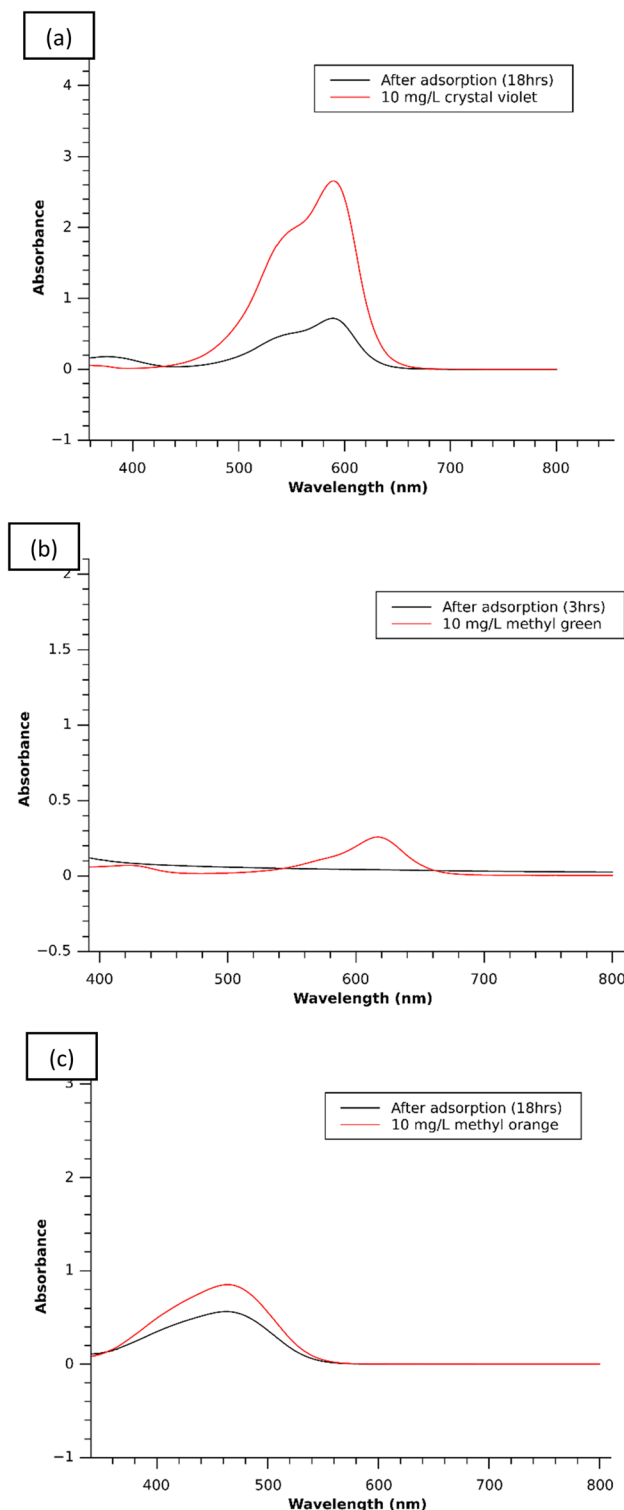 (a)
4
3
2
1
0
−1
Absorbance
After adsorption (18hrs)
10 mg/L crystal violet
400 500 600 700 800
Wavelength (nm)
(b)
2
1.5
1
0.5
0
−0.5
Absorbance
After adsorption (3hrs)
10 mg/L methyl green
400 500 600 700 800
Wavelength (nm)
(c)
3
2
1
0
−1
Absorbance
After adsorption (18hrs)
10 mg/L methyl orange
400 500 600 700 800
Wavelength (nm)